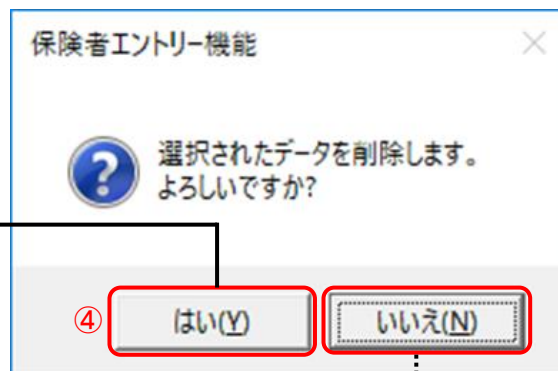 保険者エントリー機能
選択されたデータを削除します。
よろしいですか?
④ はい(Y) いいえ(N)